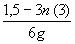 1,5 − 3n (3)
6g